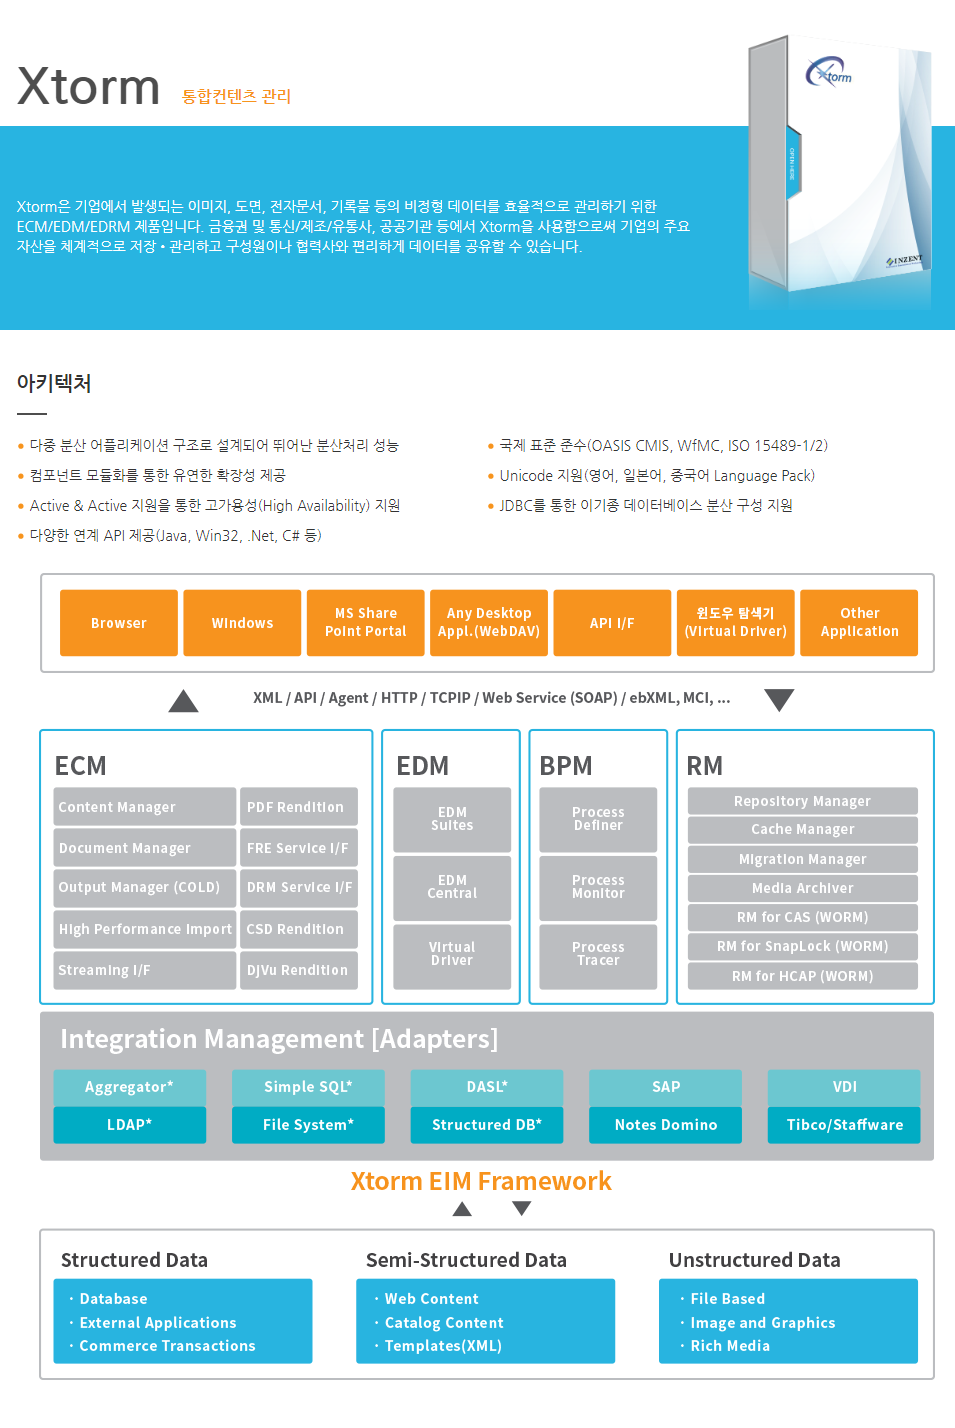 Xtorm 통합컨텐츠 관리
Xtorm
OPEN HERE
INZENT
Xtorm은 기업에서 발생되는 이미지, 도면, 전자문서, 기록물 등의 비정형 데이터를 효율적으로 관리하기 위한
ECM/EDM/EDRM 제품입니다. 금융권 및 통신/제조/유통사, 공공기관 등에서 Xtorm을 사용함으로써 기업의 주요
자산을 체계적으로 저장 • 관리하고 구성원이나 협력사와 편리하게 데이터를 공유할 수 있습니다.
아키텍처
• 다중 분산 어플리케이션 구조로 설계되어 뛰어난 분산처리 성능
• 컴포넌트 모듈화를 통한 유연한 확장성 제공
• Active & Active 지원을 통한 고가용성(High Availability) 지원
• 다양한 연계 API 제공(Java, Win32, .Net, C# 등)
• 국제 표준 준수(OASIS CMIS, WfMC, ISO 15489-1/2)
• Unicode 지원(영어, 일본어, 중국어 Language Pack)
• JDBC를 통한 이기종 데이터베이스 분산 구성 지원
Browser
Windows
MS Share
Point Portal
Any Desktop
Appl.(WebDAV)
API I/F
윈도우 탐색기
(Virtual Driver)
Other
Application
XML / API / Agent / HTTP / TCPIP / Web Service (SOAP) / ebXML, MCI, ...
ECM
Content Manager
Document Manager
Output Manager (COLD)
High Performance Import
Streaming I/F
PDF Rendition
FRE Service I/F
DRM Service I/F
CSD Rendition
DjVu Rendition
EDM
EDM
Suites
EDM
Central
Virtual
Driver
BPM
Process
Definer
Process
Monitor
Process
Tracer
RM
Repository Manager
Cache Manager
Migration Manager
Media Archiver
RM for CAS (WORM)
RM for SnapLock (WORM)
RM for HCAP (WORM)
Integration Management [Adapters]
Aggregator*
Simple SQL*
DASL*
SAP
VDI
LDAP*
File System*
Structured DB*
Notes Domino
Tibco/Staffware
Xtorm EIM Framework
Structured Data
· Database
· External Applications
· Commerce Transactions
Semi-Structured Data
· Web Content
· Catalog Content
· Templates(XML)
Unstructured Data
· File Based
· Image and Graphics
· Rich Media